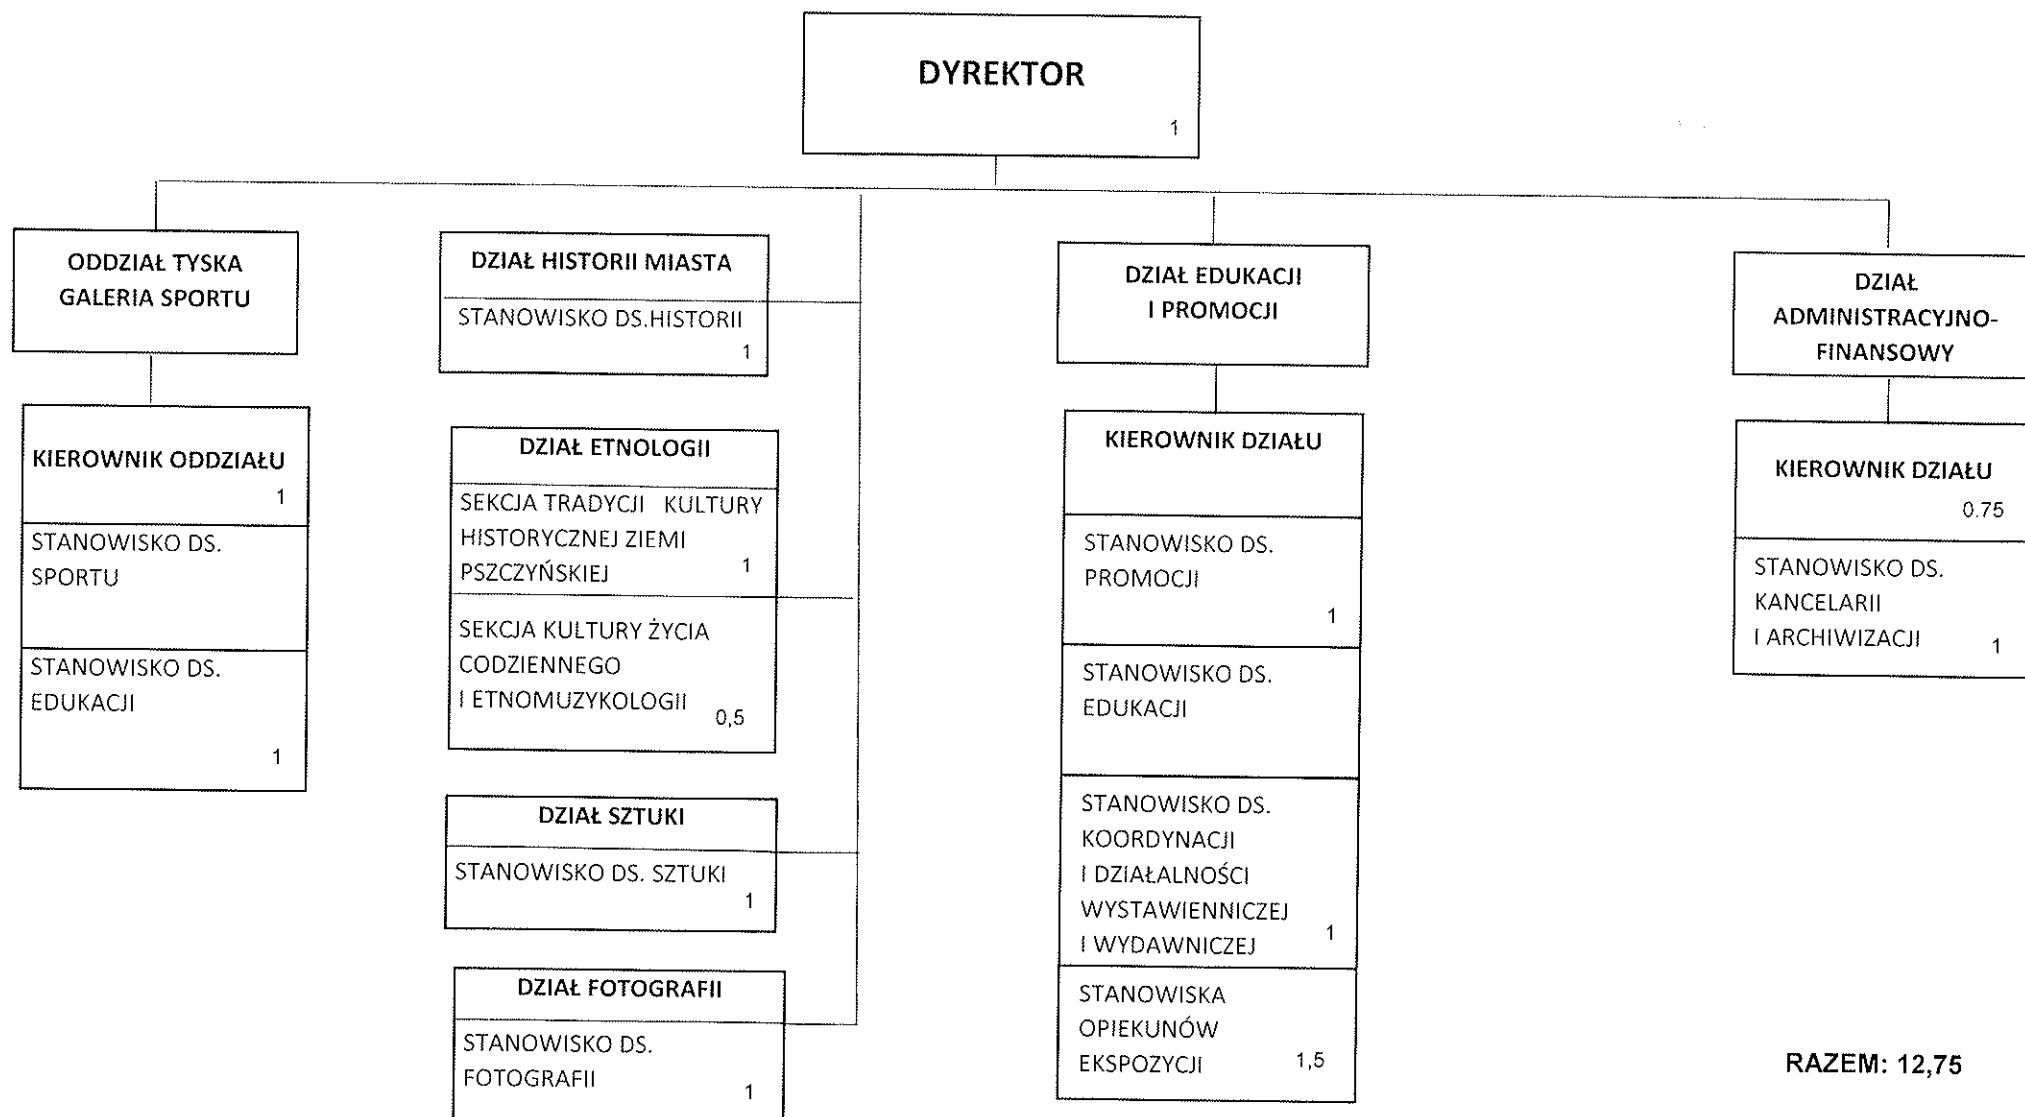 DYREKTOR
1
ODDZIAŁ TYSKA
GALERIA SPORTU
KIEROWNIK ODDZIAŁU
1
STANOWISKO DS.
SPORTU
STANOWISKO DS.
EDUKACJI
1
DZIAŁ HISTORII MIASTA
STANOWISKO DS.HISTORII
1
DZIAŁ ETNOLOGII
SEKCJA TRADYCJI KULTURY
HISTORYCZNEJ ZIEMI
PSZCZYŃSKIEJ 1
SEKCJA KULTURY ŻYCIA
CODZIENNEGO
I ETNOMUZYKOLOGII 0,5
DZIAŁ SZTUKI
STANOWISKO DS. SZTUKI
1
DZIAŁ FOTOGRAFII
STANOWISKO DS.
FOTOGRAFII
1
DZIAŁ EDUKACJI
I PROMOCJI
KIEROWNIK DZIAŁU
STANOWISKO DS.
PROMOCJI
1
STANOWISKO DS.
EDUKACJI
STANOWISKO DS.
KOORDYNACJI
I DZIAŁALNOŚCI
WYSTAWIENNICZEJ
I WYDAWNICZEJ 1
STANOWISKA
OPIEKUNÓW
EKSPOZYCJI 1,5
DZIAŁ
ADMINISTRACYJNO-
FINANSOWY
KIEROWNIK DZIAŁU
0.75
STANOWISKO DS.
KANCELARII
I ARCHIWIZACJI 1
RAZEM: 12,75